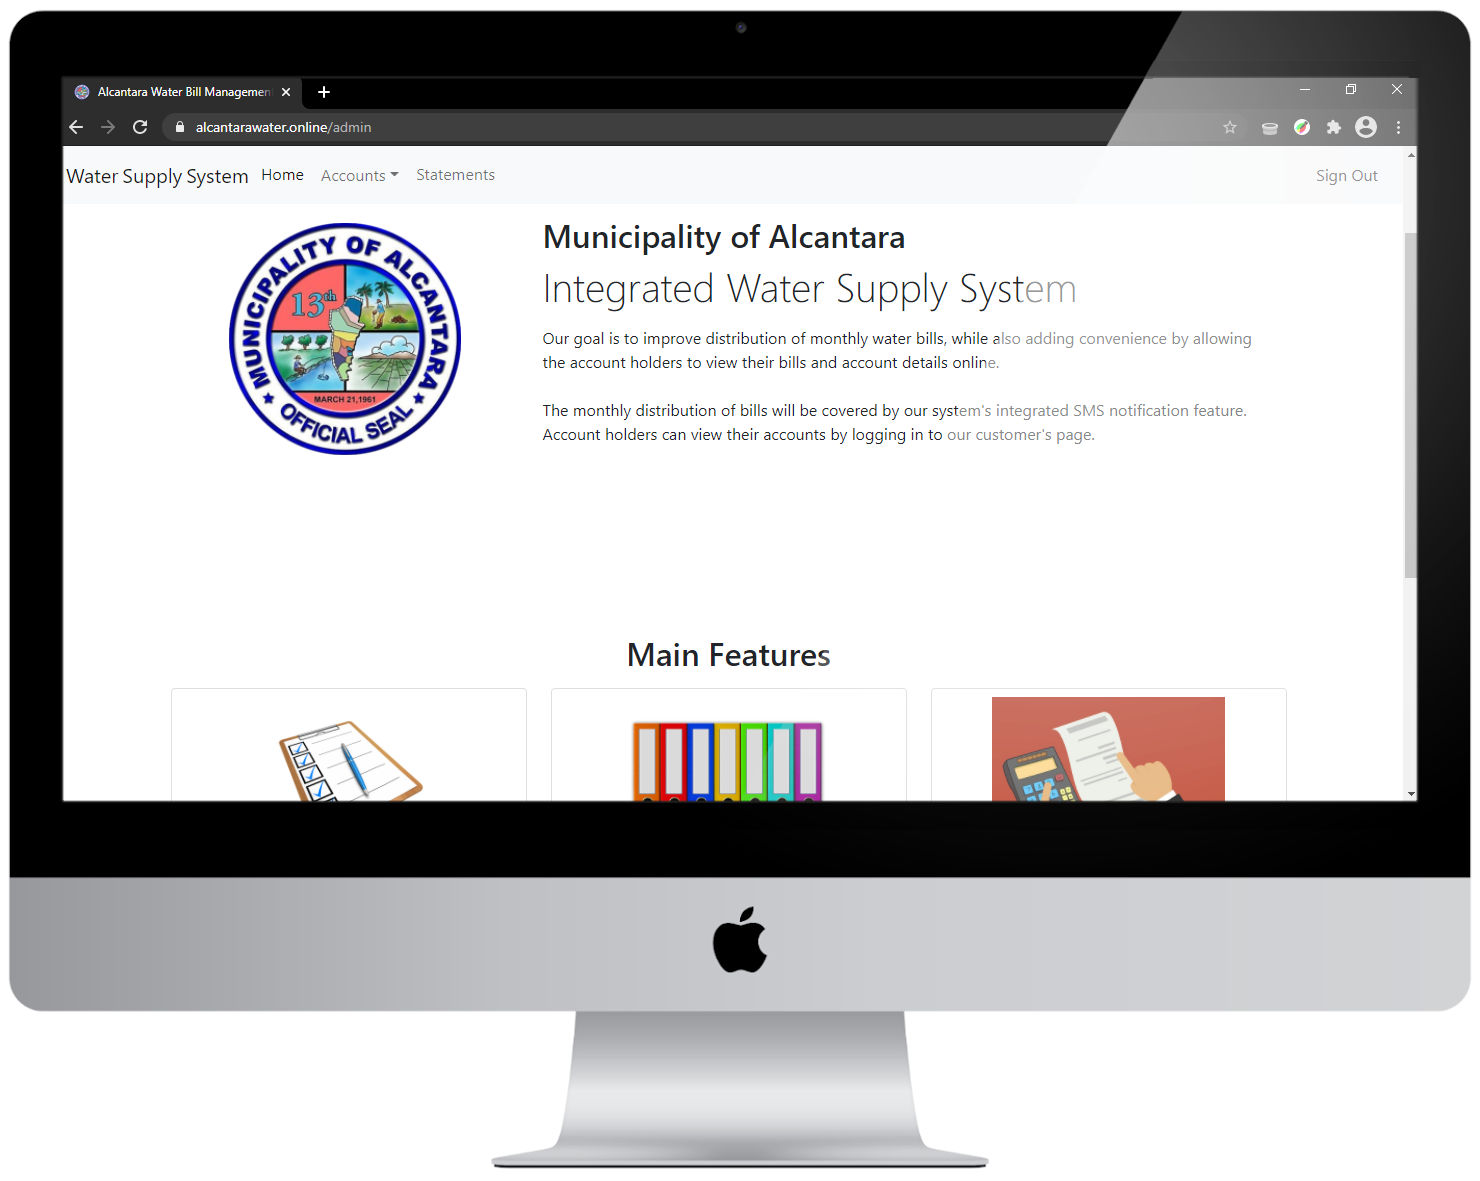 Alcantara Water Bill Management
alcantarawater.online/admin
Water Supply System Home Accounts Statements Sign Out
MUNICIPALITY OF ALCANTARA
13th
MARCH 21,1961
OFFICIAL SEAL
Municipality of Alcantara
Integrated Water Supply System
Our goal is to improve distribution of monthly water bills, while also adding convenience by allowing
the account holders to view their bills and account details online.
The monthly distribution of bills will be covered by our system's integrated SMS notification feature.
Account holders can view their accounts by logging in to our customer's page.
Main Features